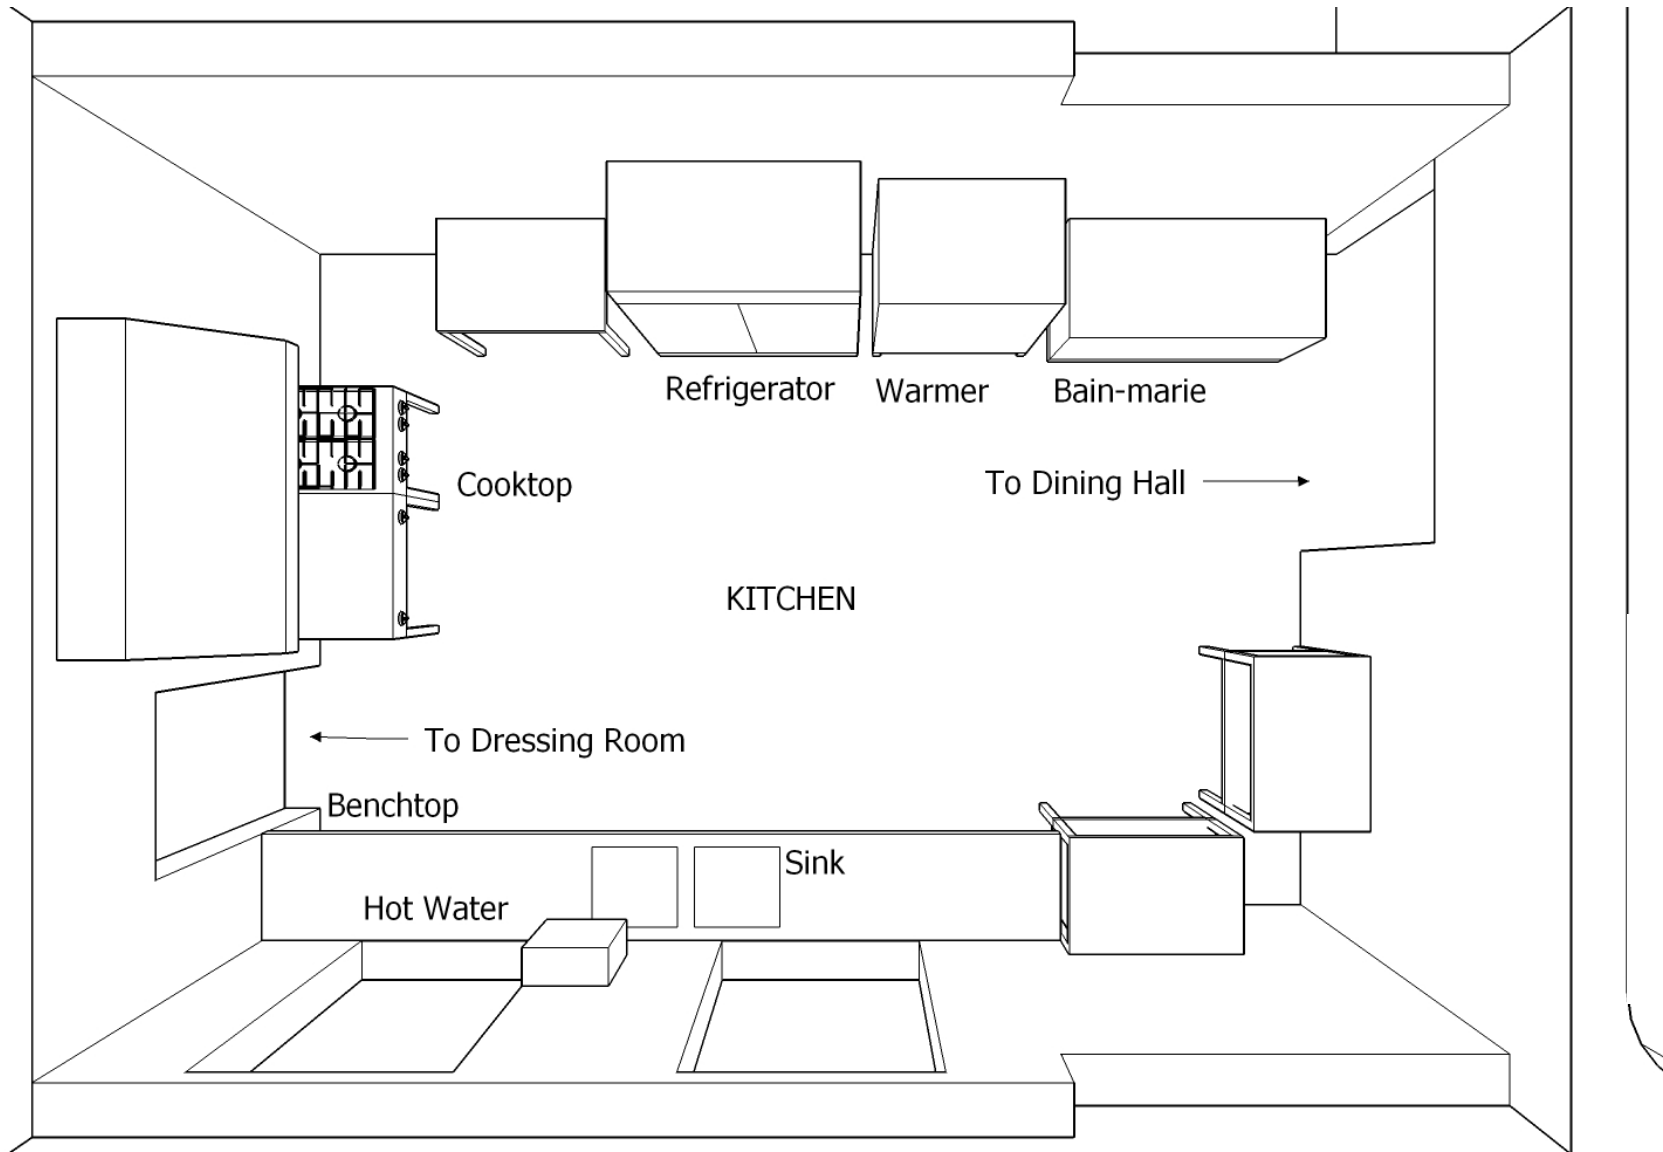 Refrigerator
Warmer
Bain-marie
Cooktop
To Dining Hall
KITCHEN
To Dressing Room
Benchtop
Sink
Hot Water